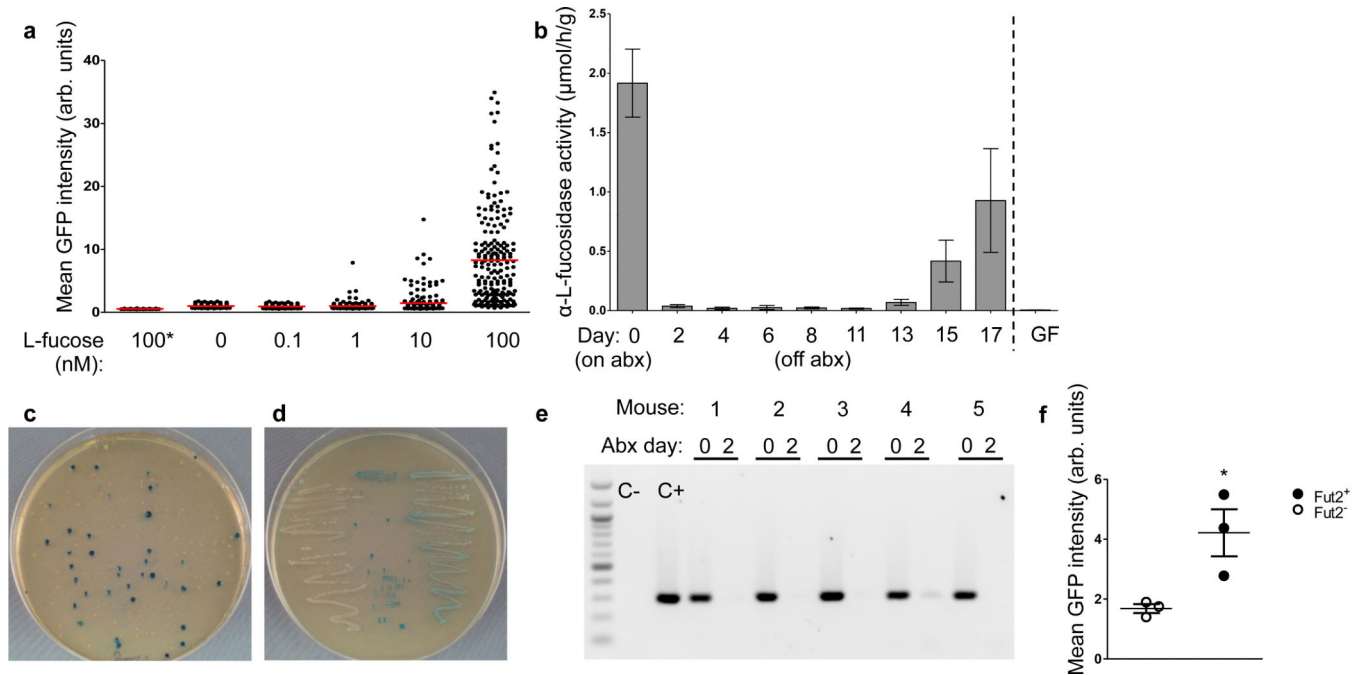 a
Mean GFP intensity (arb. units)
40
30
20
10
0
L-fucose
(nM):
100* 0 0.1 1 10 100
b
α-L-fucosidase activity (μmol/h/g)
2.5
2.0
1.5
1.0
0.5
0.0
Day: 0 2 4 6 8 11 13 15 17 GF
(on abx) (off abx)
c
d
e
Mouse: 1 2 3 4 5
Abx day: 0 2 0 2 0 2 0 2 0 2
C- C+
f
Mean GFP intensity (arb. units)
6
4
2
0
*
Fut2+
Fut2-